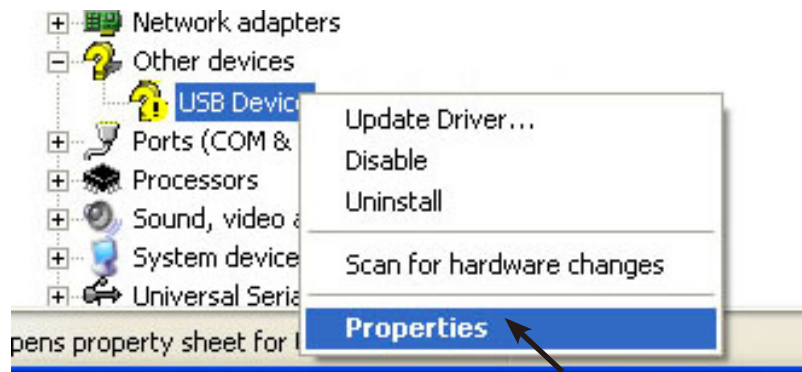 Network adapters
Other devices
USB Devic
Update Driver...
Ports (COM &
Disable
Processors
Uninstall
Sound, video
System device
Scan for hardware changes
Universal Seria
Properties
pens property sheet for